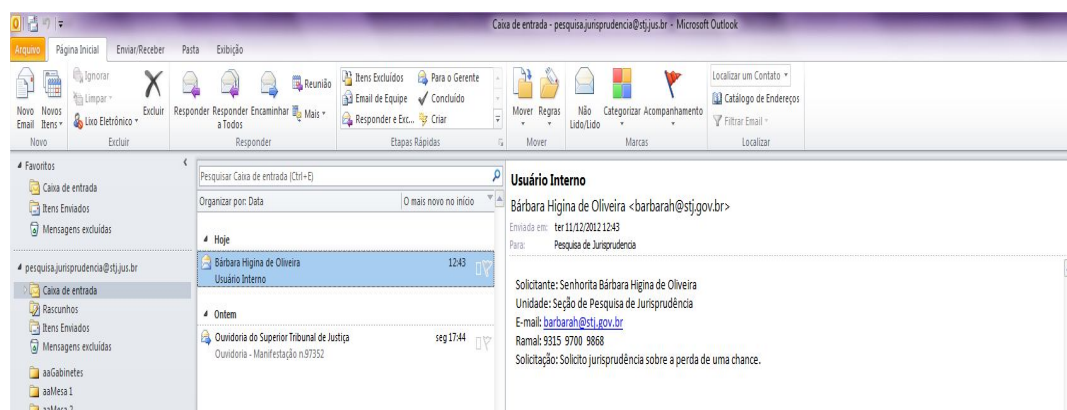 Caixa de entrada - pesquisa.jurisprudencia@stj.jus.br - Microsoft Outlook
Arquivo Página Inicial Enviar/Receber Pasta Exibição
Novo Email
Novos Itens
Novo
Ignorar
Limpar
Lixo Eletrônico
Excluir
Excluir
Responder
Responder a Todos
Encaminhar
Reunião
Mais
Responder
Itens Excluídos
Email de Equipe
Responder e Exc...
Para o Gerente
Concluído
Criar
Etapas Rápidas
Mover
Regras
Mover
Não Lido/Lido
Categorizar
Acompanhamento
Marcas
Localizar um Contato
Catálogo de Endereços
Filtrar Email
Localizar
Favoritos
Caixa de entrada
Itens Enviados
Mensagens excluídas
pesquisa.jurisprudencia@stj.jus.br
Caixa de entrada
Rascunhos
Itens Enviados
Mensagens excluídas
aaGabinetes
aaMesa 1
aaMesa 2
Pesquisar Caixa de entrada (Ctrl+E)
Organizar por: Data O mais novo no início
Hoje
Bárbara Higina de Oliveira 12:43
Usuário Interno
Ontem
Ouvidoria do Superior Tribunal de Justiça seg 17:44
Ouvidoria - Manifestação n.97352
Usuário Interno
Bárbara Higina de Oliveira <barbarah@stj.gov.br>
Enviada em: ter 11/12/2012 12:43
Para: Pesquisa de Jurisprudencia
Solicitante: Senhorita Bárbara Higina de Oliveira
Unidade: Seção de Pesquisa de Jurisprudência
E-mail: barbarah@stj.gov.br
Ramal: 9315 9700 9868
Solicitação: Solicito jurisprudência sobre a perda de uma chance.